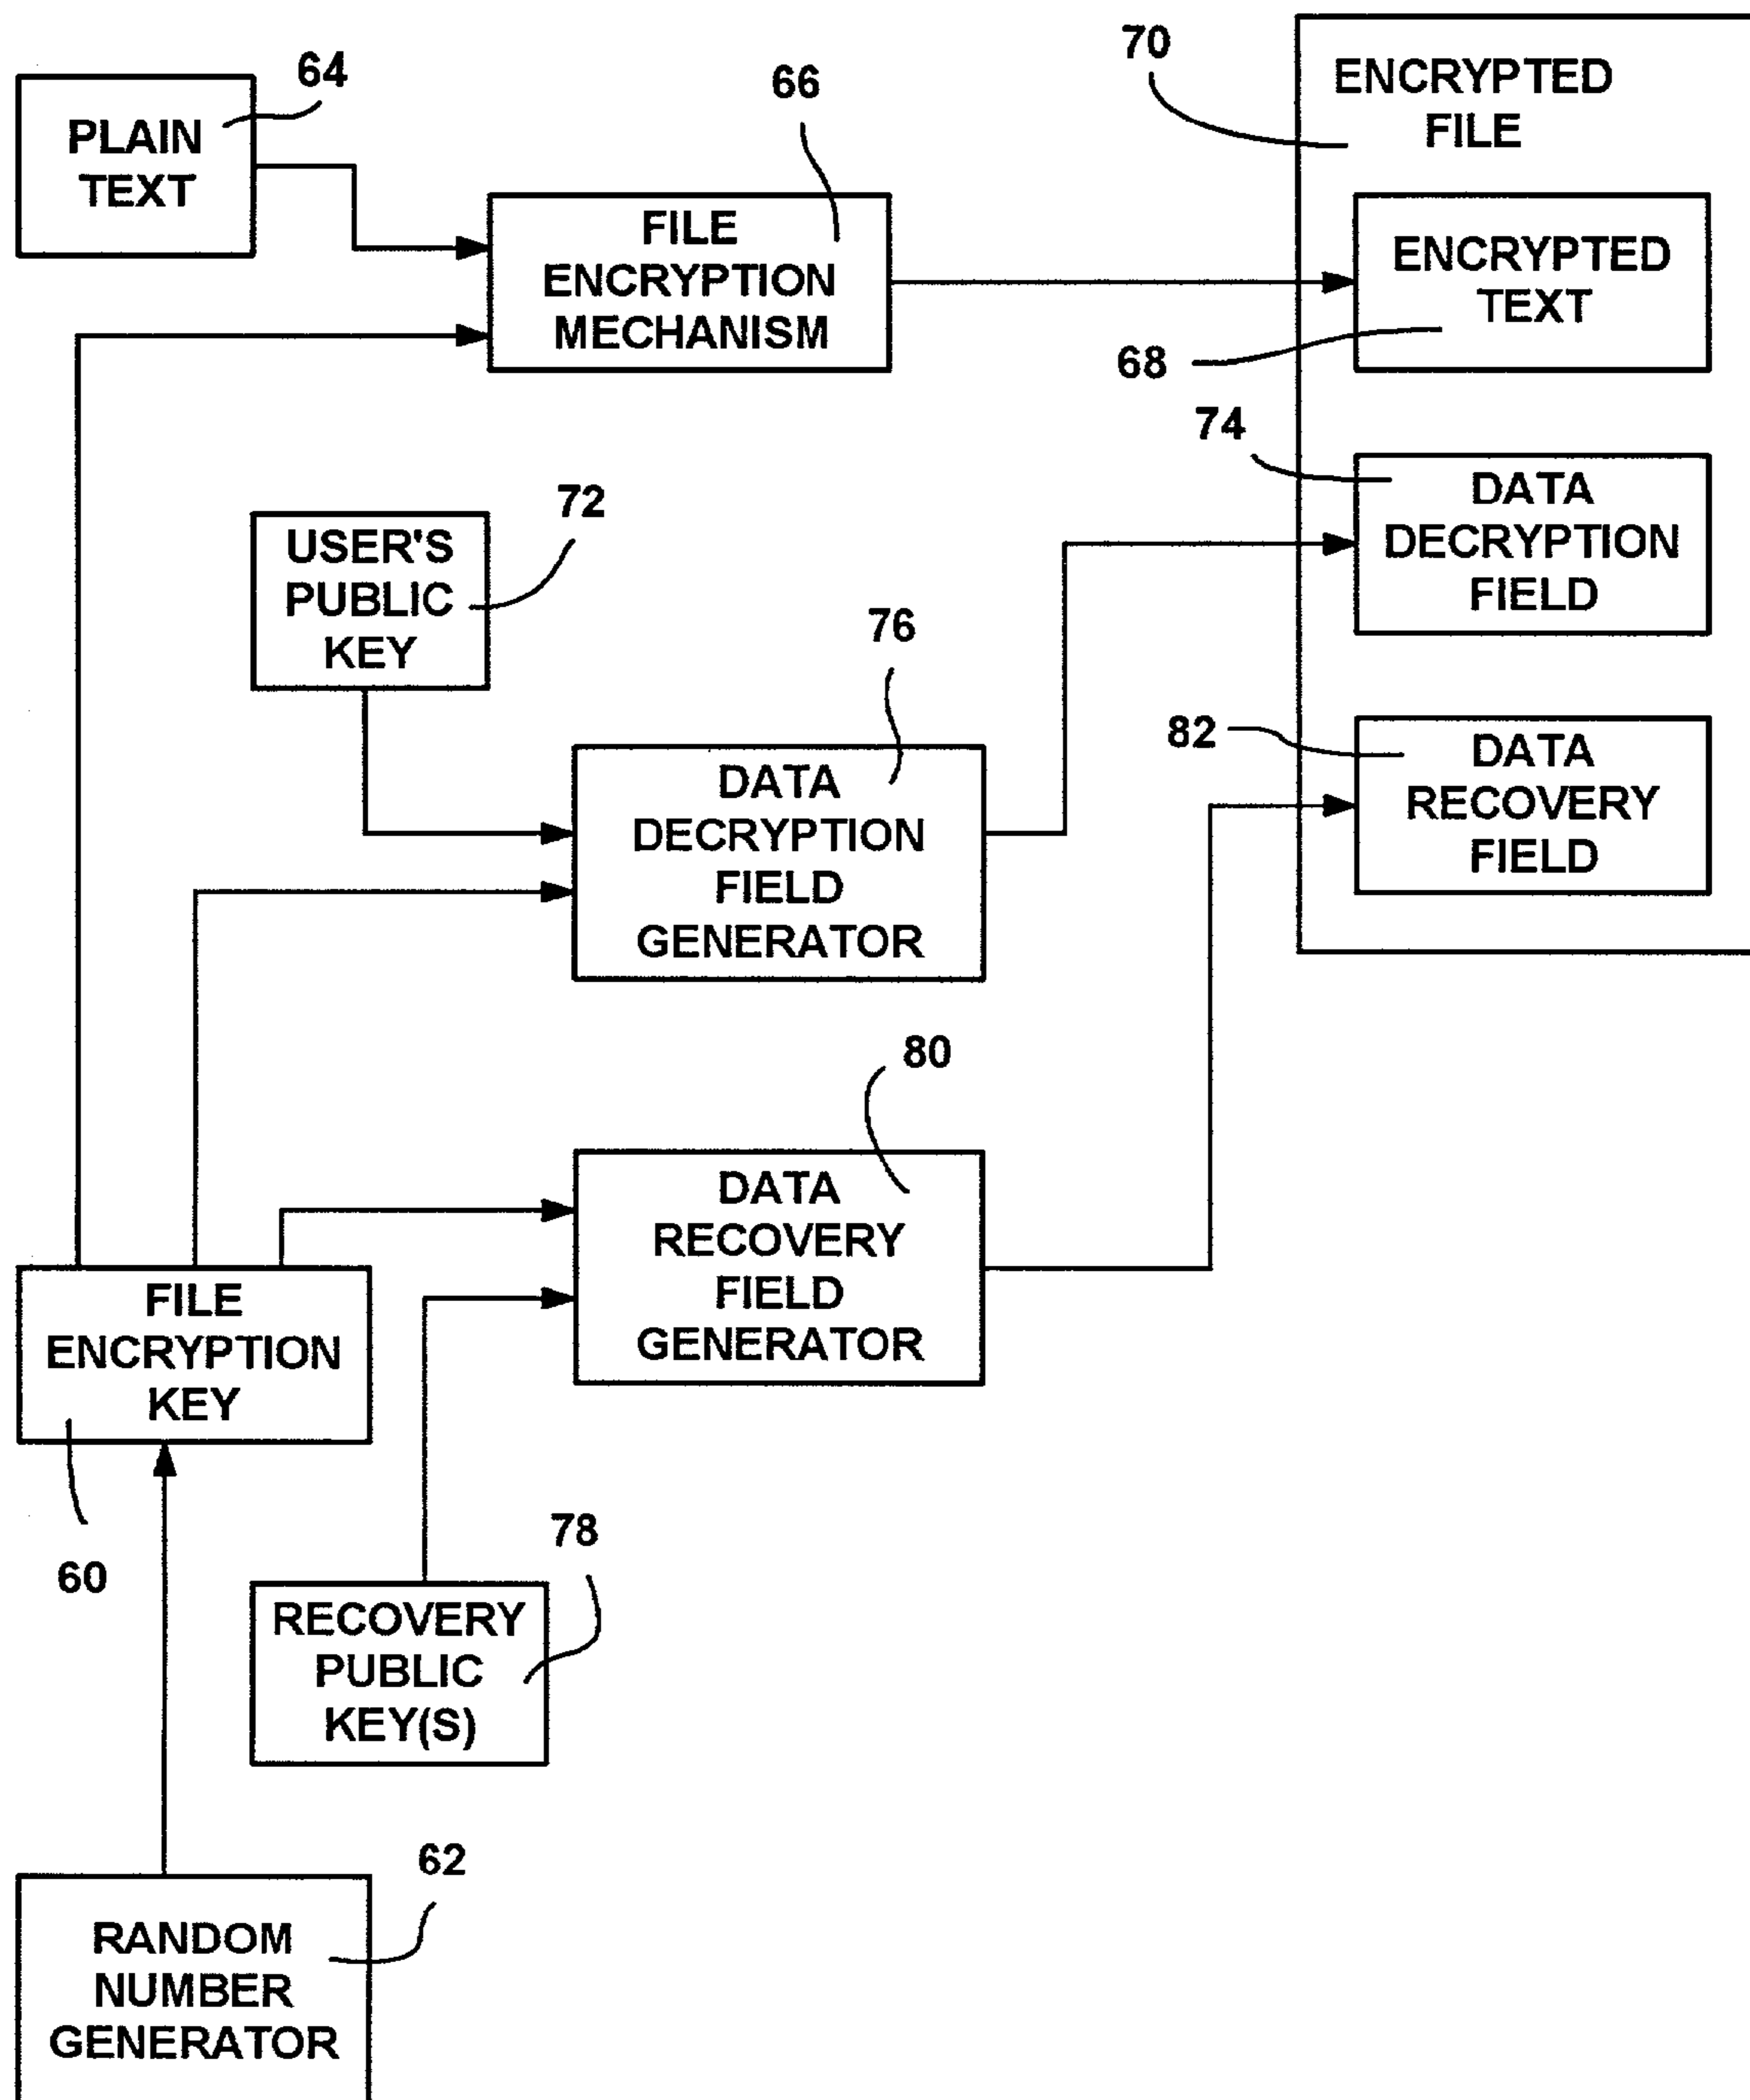 64
PLAIN
TEXT
66
FILE
ENCRYPTION
MECHANISM
70
ENCRYPTED
FILE
ENCRYPTED
TEXT
68
74
DATA
DECRYPTION
FIELD
72
USER'S
PUBLIC
KEY
76
DATA
DECRYPTION
FIELD
GENERATOR
82
DATA
RECOVERY
FIELD
80
DATA
RECOVERY
FIELD
GENERATOR
FILE
ENCRYPTION
KEY
60
78
RECOVERY
PUBLIC
KEY(S)
62
RANDOM
NUMBER
GENERATOR